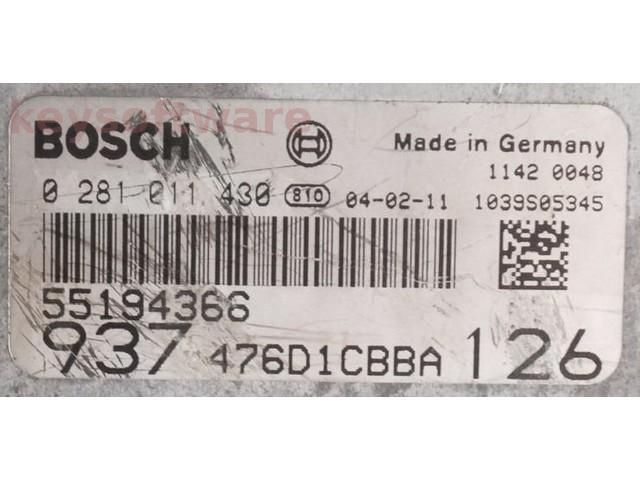 keysoftware
BOSCH Made in Germany
1142 0048
0 281 011 430 810 04-02-11 1039S05345
55194366
937 476D1CBBA 126